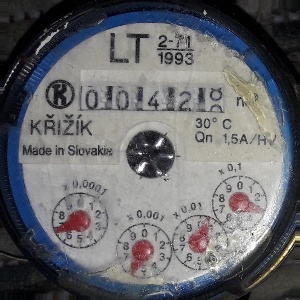 LT 2-71
1993
K 0 0 4 2 m³
KŘIŽÍK 30° C
Made in Slovakia Qn 1,5A/H
x 0,1
x 0,0001
x 0,001 x 0,01